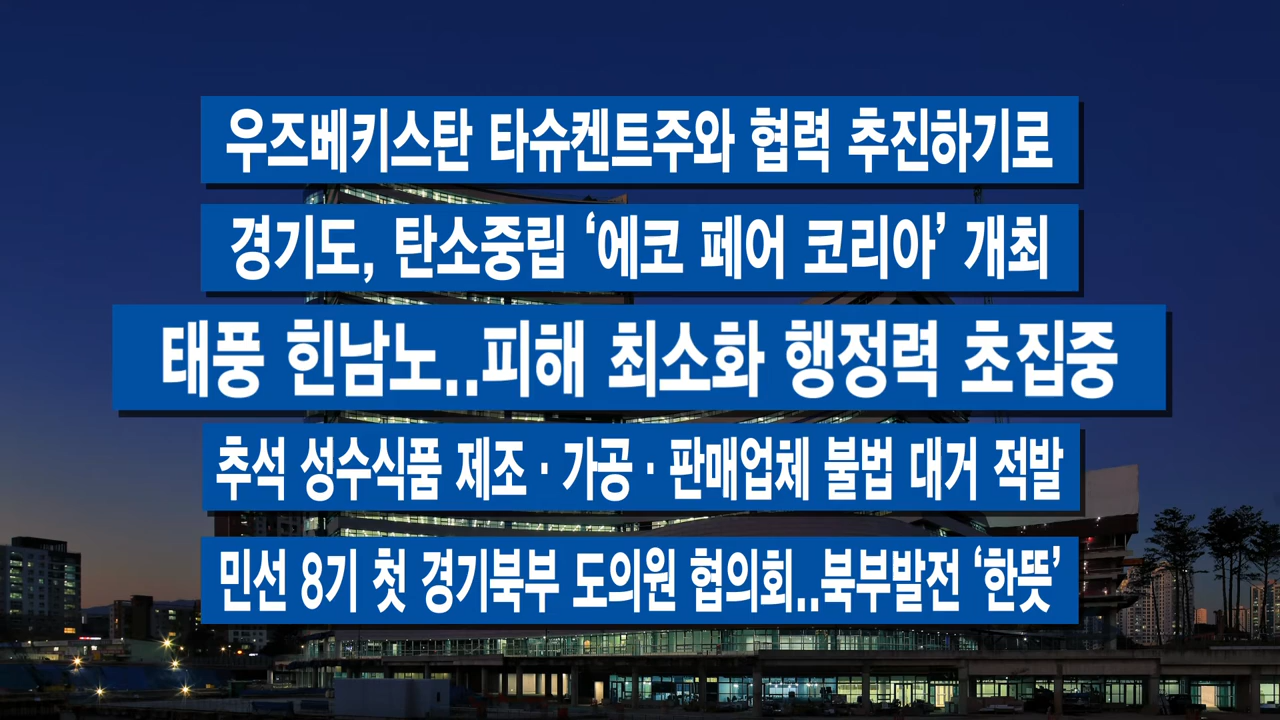 우즈베키스탄 타슈켄트주와 협력 추진하기로
경기도, 탄소중립 ‘에코 페어 코리아’ 개최
태풍 힌남노..피해 최소화 행정력 초집중
추석 성수식품 제조·가공·판매업체 불법 대거 적발
민선 8기 첫 경기북부 도의원 협의회..북부발전 ‘한뜻’